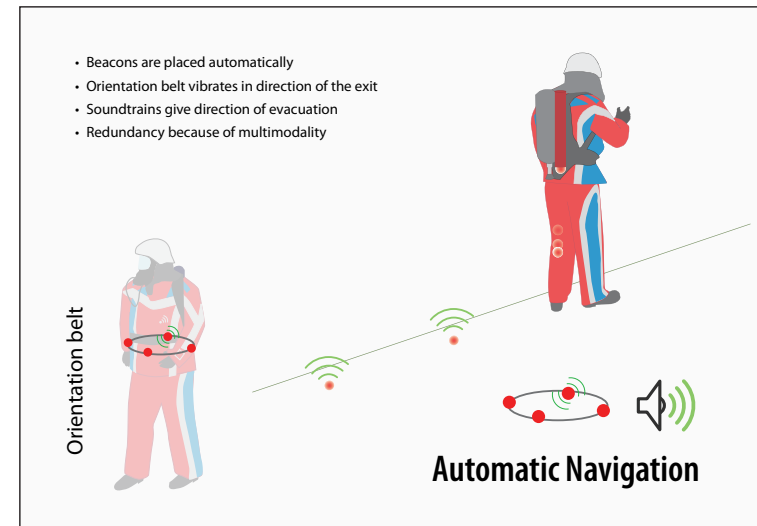 • Beacons are placed automatically
• Orientation belt vibrates in direction of the exit
• Soundtrains give direction of evacuation
• Redundancy because of multimodality
Orientation belt
Automatic Navigation